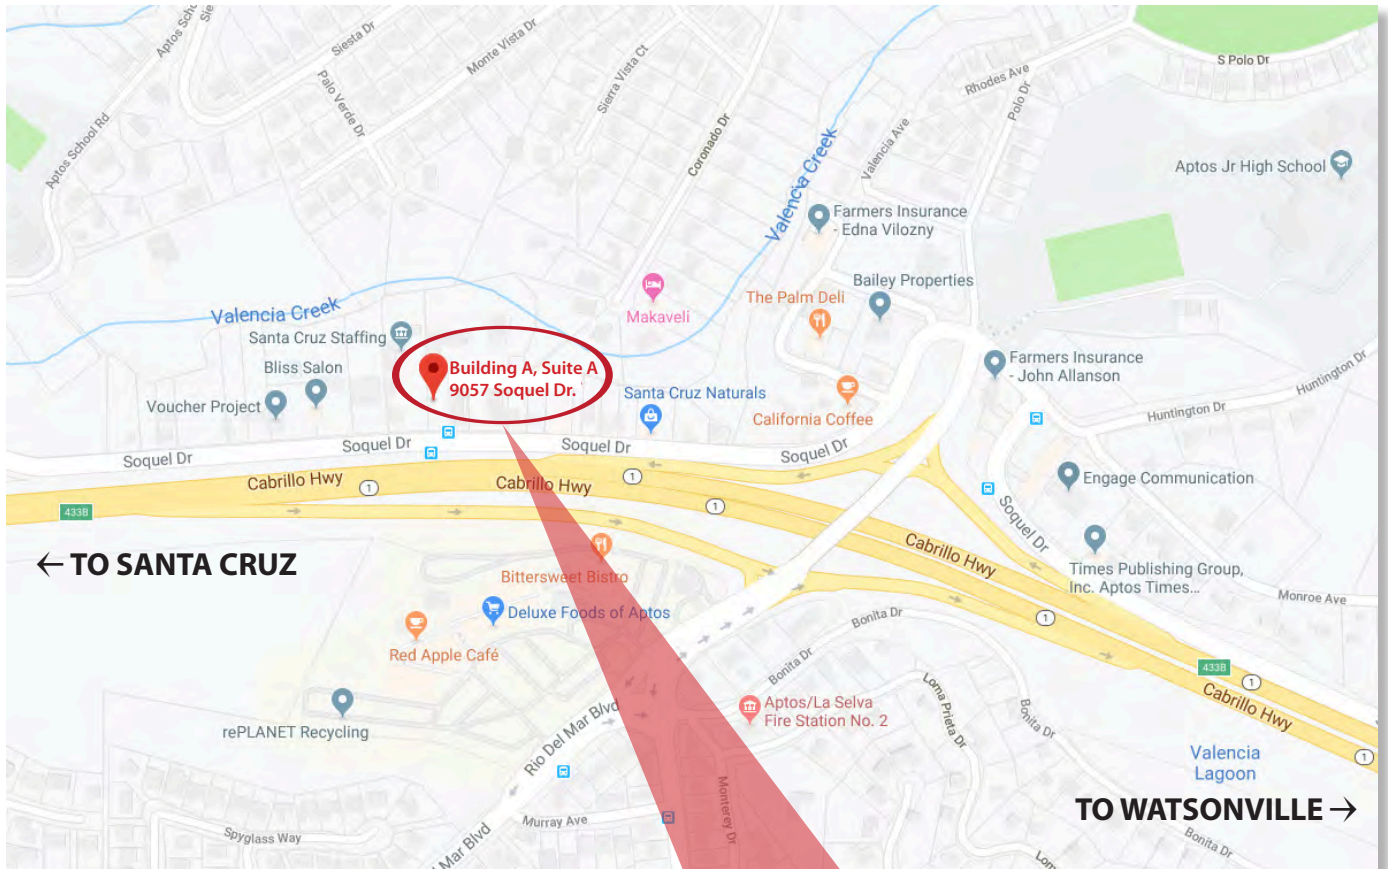 Aptos Sch
Sie
Siesta Dr
Monte Vista Dr
Sierra Vista Ct
Palo Verde Dr
Aptos School Rd
Coronado Dr
Rhodes Ave
Polo Dr
S Polo Dr
Valencia Ave
Valencia Creek
Aptos Jr High School
Farmers Insurance
- Edna Vilozny
Bailey Properties
The Palm Deli
Makaveli
Valencia Creek
Santa Cruz Staffing
Bliss Salon
Voucher Project
Building A, Suite A
9057 Soquel Dr.
Santa Cruz Naturals
California Coffee
Farmers Insurance
- John Allanson
Huntington Dr
Huntington Dr
Soquel Dr
Soquel Dr
Soquel Dr
Soquel Dr
Engage Communication
Cabrillo Hwy
1
Cabrillo Hwy
1
1
433B
Soquel Dr
Cabrillo Hwy
← TO SANTA CRUZ
Bittersweet Bistro
Deluxe Foods of Aptos
Red Apple Café
Times Publishing Group,
Inc. Aptos Times...
Monroe Ave
Bonita Dr
1
Bonita Dr
433B
1
Cabrillo Hwy
Loma Prieta Dr
Bonita Dr
Aptos/La Selva
Fire Station No. 2
rePLANET Recycling
Rio Del Mar Blvd
Valencia
Lagoon
1
Monterey Dr
TO WATSONVILLE →
Murray Ave
Spyglass Way
l Mar Blvd
Bonita Dr
Lom